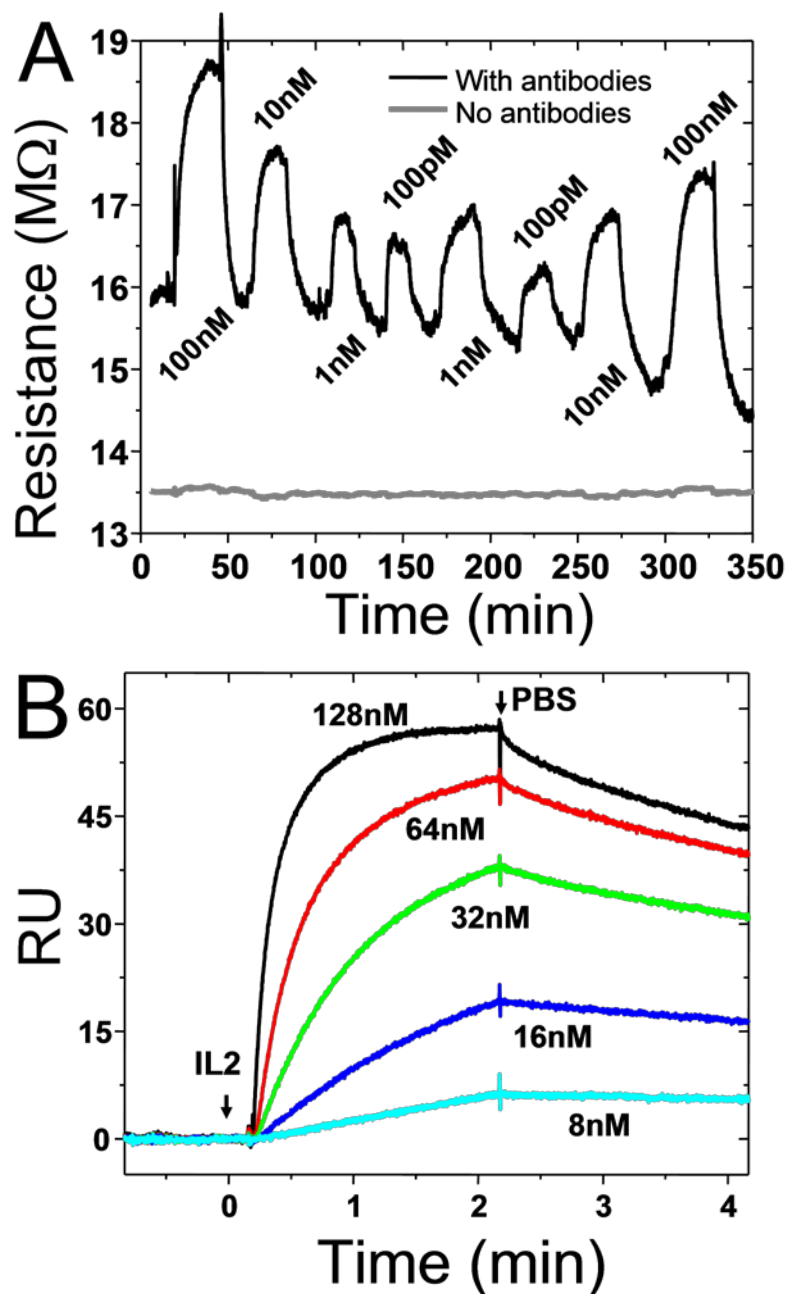 A
Resistance (MΩ)
19
18
17
16
15
14
13
With antibodies
No antibodies
100nM
10nM
1nM
100pM
1nM
100pM
10nM
100nM
0
50
100
150
200
250
300
350
Time (min)
B
RU
60
45
30
15
0
128nM
PBS
64nM
32nM
16nM
8nM
IL2
0
1
2
3
4
Time (min)